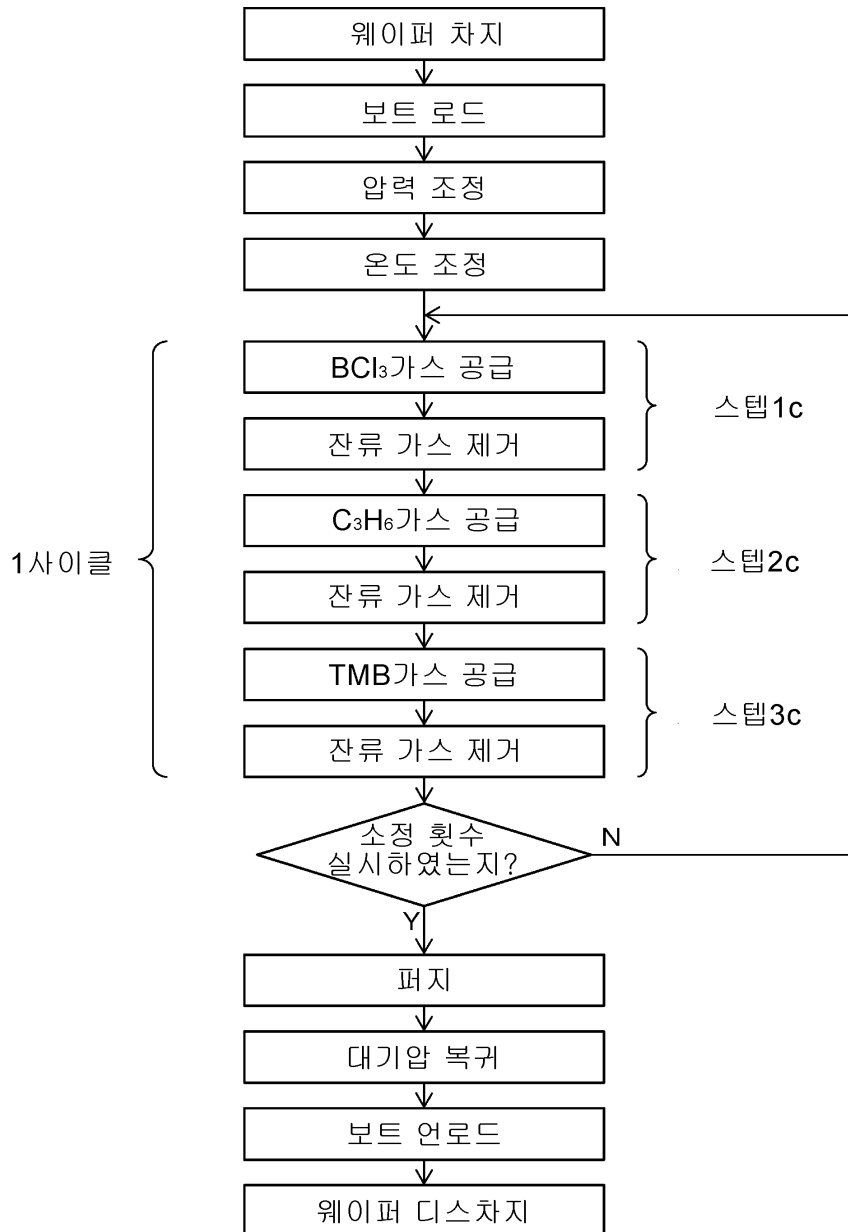 웨이퍼 차지
보트 로드
압력 조정
온도 조정
BCl₃가스 공급
잔류 가스 제거
스텝1c
C₃H₆가스 공급
1사이클
스텝2c
잔류 가스 제거
TMB가스 공급
스텝3c
잔류 가스 제거
소정 횟수
실시하였는지?
N
Y
퍼지
대기압 복귀
보트 언로드
웨이퍼 디스차지